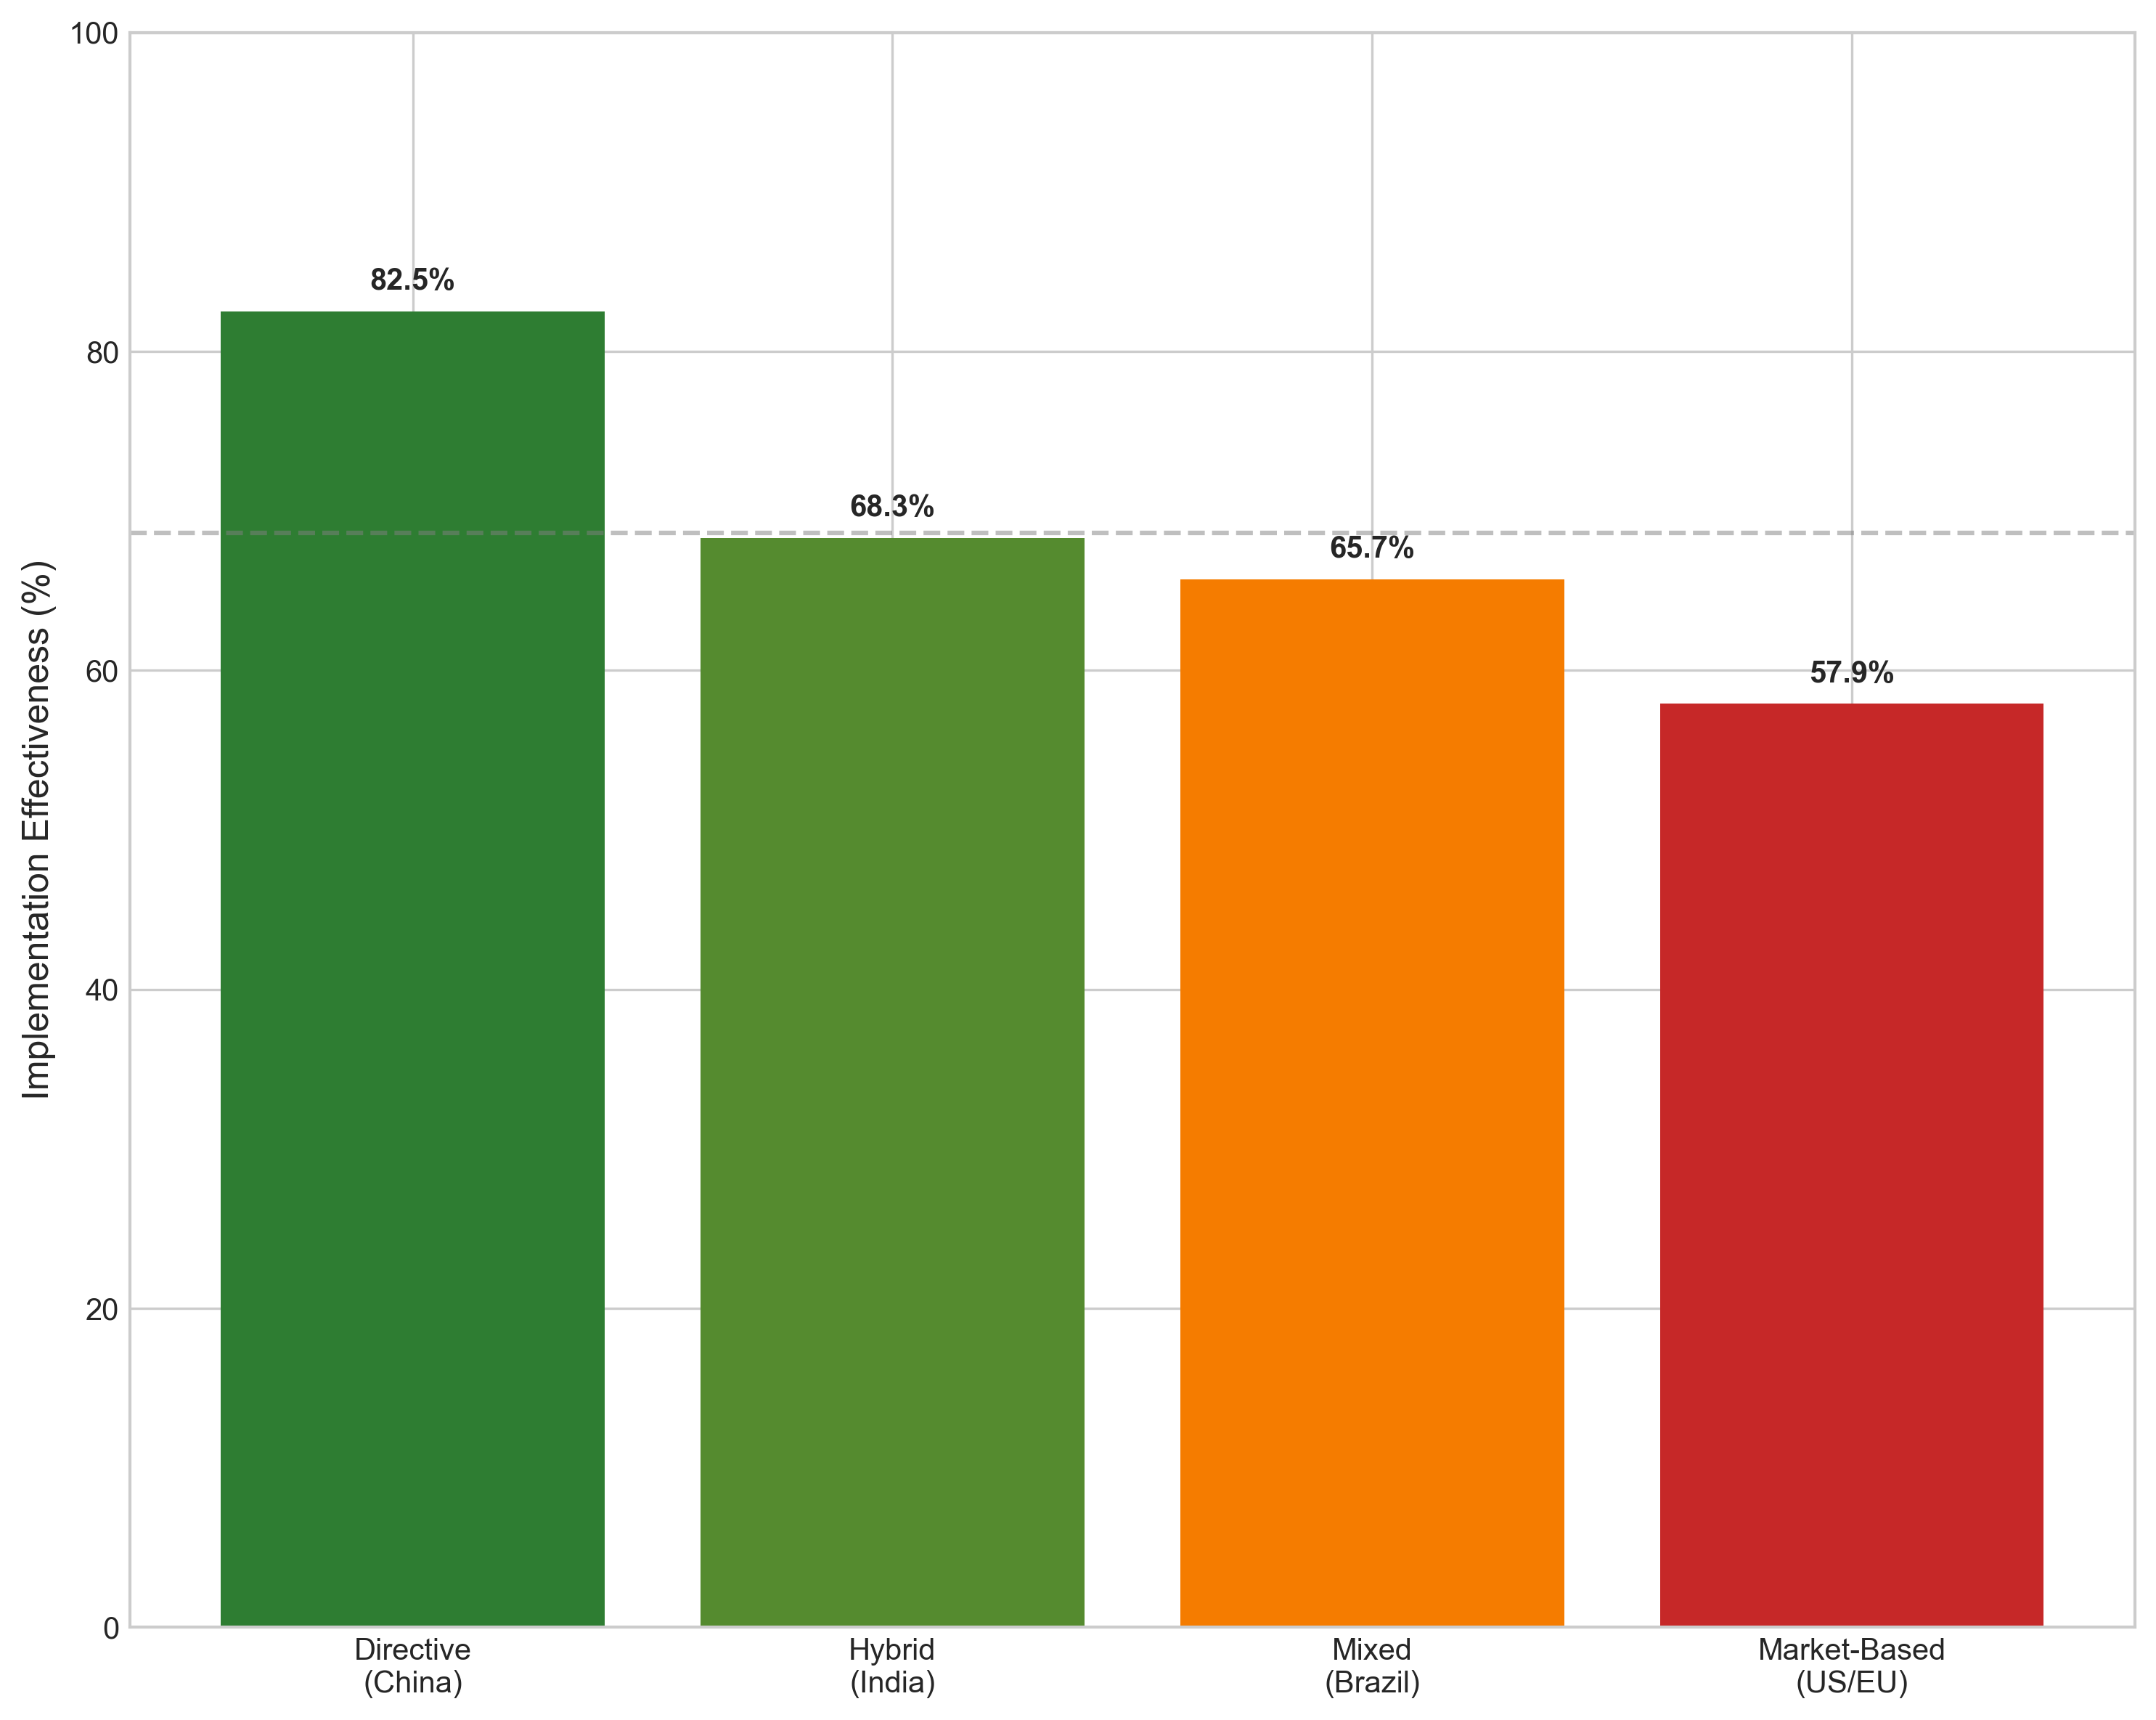 Implementation Effectiveness (%)
100
80
60
40
20
0
82.5%
68.3%
65.7%
57.9%
Directive
(China)
Hybrid
(India)
Mixed
(Brazil)
Market-Based
(US/EU)